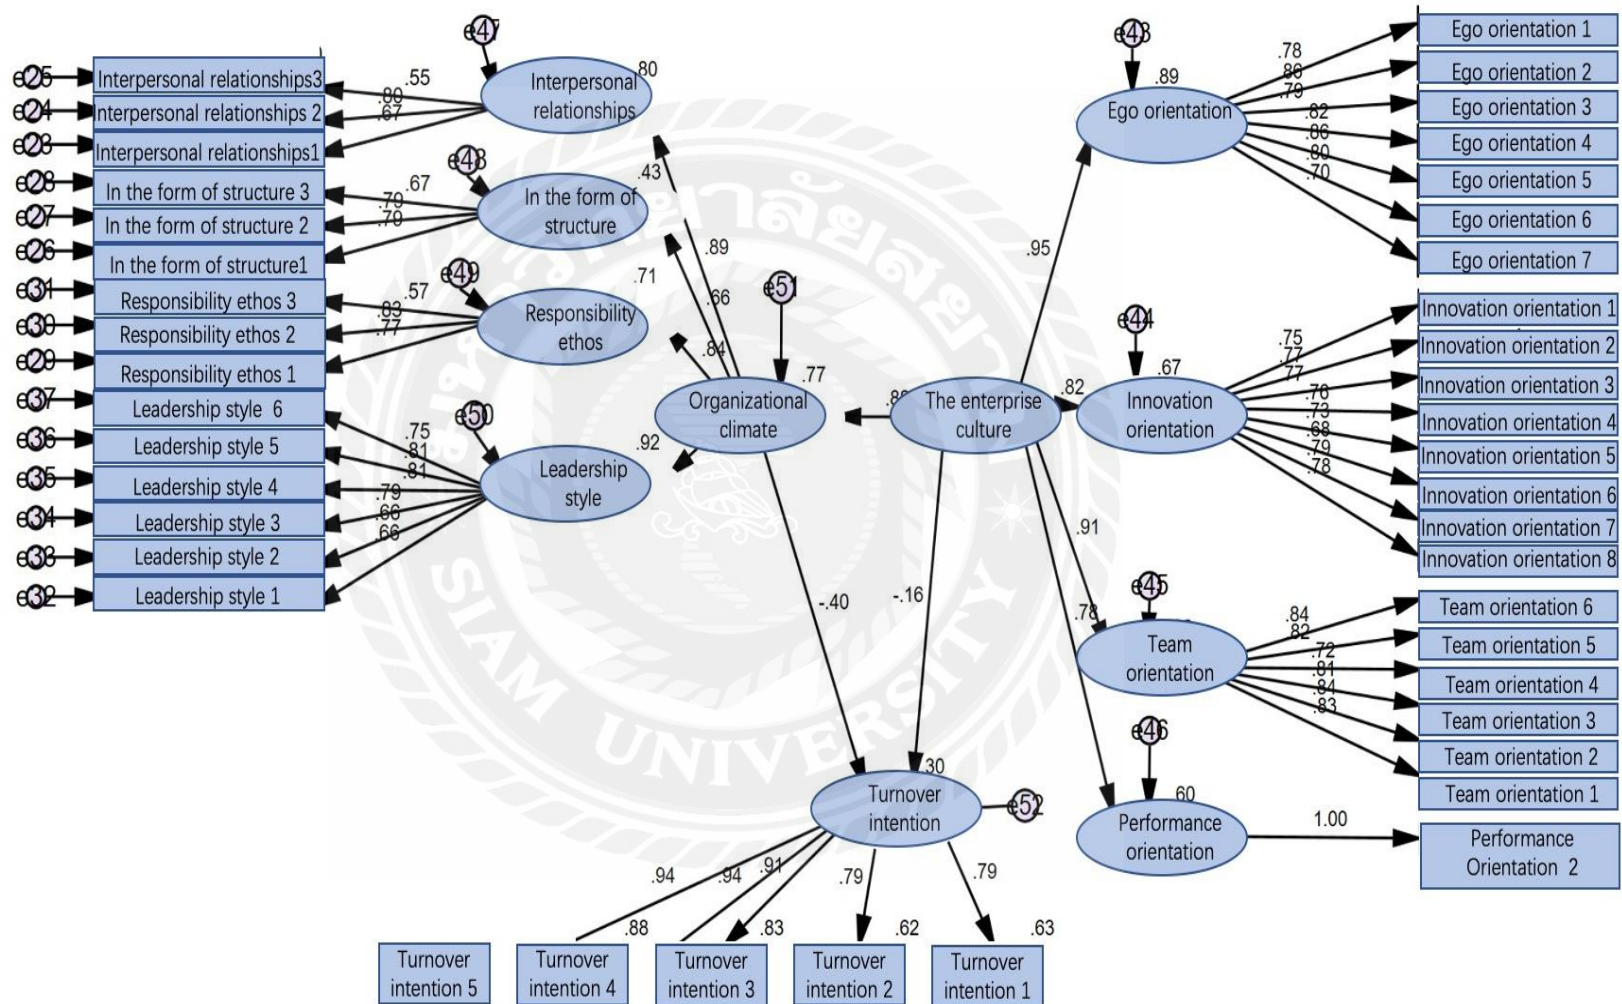 e47
e43
Ego orientation 1
Ego orientation 2
Ego orientation 3
Ego orientation 4
Ego orientation 5
Ego orientation 6
Ego orientation 7
.78
.80
.79
.82
.86
.80
.70
.89
Ego orientation
.95
e25
e24
e23
e28
e27
e26
e31
e30
e29
e37
e36
e35
e34
e33
e32
Interpersonal relationships3
Interpersonal relationships 2
Interpersonal relationships1
In the form of structure 3
In the form of structure 2
In the form of structure1
Responsibility ethos 3
Responsibility ethos 2
Responsibility ethos 1
Leadership style 6
Leadership style 5
Leadership style 4
Leadership style 3
Leadership style 2
Leadership style 1
.55
.80
.67
.67
.79
.79
.57
.83
.77
.75
.81
.81
.79
.66
.66
Interpersonal
relationships
.80
e48
In the form of
structure
.43
e49
Responsibility
ethos
.71
e50
Leadership
style
.92
.89
.66
.84
e51
.77
Organizational
climate
The enterprise
culture
.82
e44
.67
Innovation
orientation
.75
.77
.77
.76
.73
.68
.79
.78
Innovation orientation 1
Innovation orientation 2
Innovation orientation 3
Innovation orientation 4
Innovation orientation 5
Innovation orientation 6
Innovation orientation 7
Innovation orientation 8
.91
.78
-.40
-.16
e45
Team
orientation
.84
.82
.72
.81
.84
.83
Team orientation 6
Team orientation 5
Team orientation 4
Team orientation 3
Team orientation 2
Team orientation 1
e46
60
Performance
orientation
1.00
Performance
Orientation 2
.30
Turnover
intention
e52
.94
.94
.91
.79
.79
.88
.83
.62
.63
Turnover
intention 5
Turnover
intention 4
Turnover
intention 3
Turnover
intention 2
Turnover
intention 1
SIAM UNIVERSITY